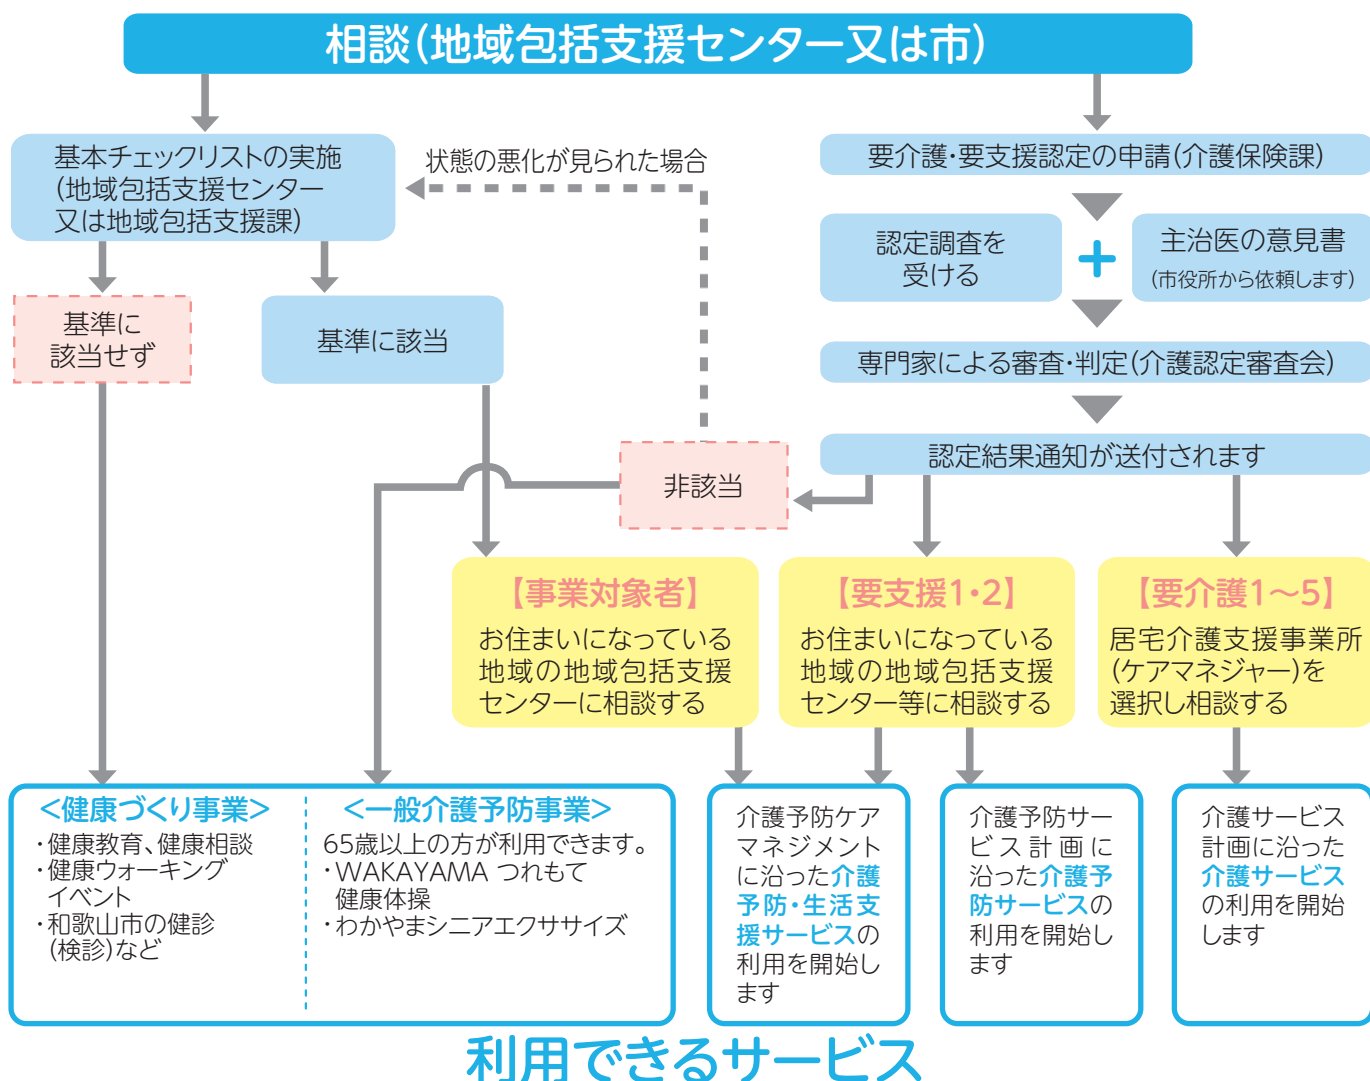 相談(地域包括支援センター又は市)
基本チェックリストの実施
(地域包括支援センター
又は地域包括支援課)
状態の悪化が見られた場合
要介護・要支援認定の申請(介護保険課)
認定調査を
受ける
+
主治医の意見書
(市役所から依頼します)
基準に
該当せず
基準に該当
専門家による審査・判定(介護認定審査会)
認定結果通知が送付されます
非該当
【事業対象者】
お住まいになっている
地域の地域包括支援
センターに相談する
【要支援1・2】
お住まいになっている
地域の地域包括支援
センター等に相談する
【要介護1～5】
居宅介護支援事業所
(ケアマネジャー)を
選択し相談する
<健康づくり事業>
・健康教育、健康相談
・健康ウォーキング
イベント
・和歌山市の健診
(検診)など
<一般介護予防事業>
65歳以上の方が利用できます。
・WAKAYAMA つれもて
健康体操
・わかやまシニアエクササイズ
介護予防ケア
マネジメント
に沿った介護
予防・生活支
援サービスの
利用を開始し
ます
介護予防サー
ビス計画に
沿った介護予
防サービスの
利用を開始し
ます
介護サービス
計画に沿った
介護サービス
の利用を開始
します
利用できるサービス